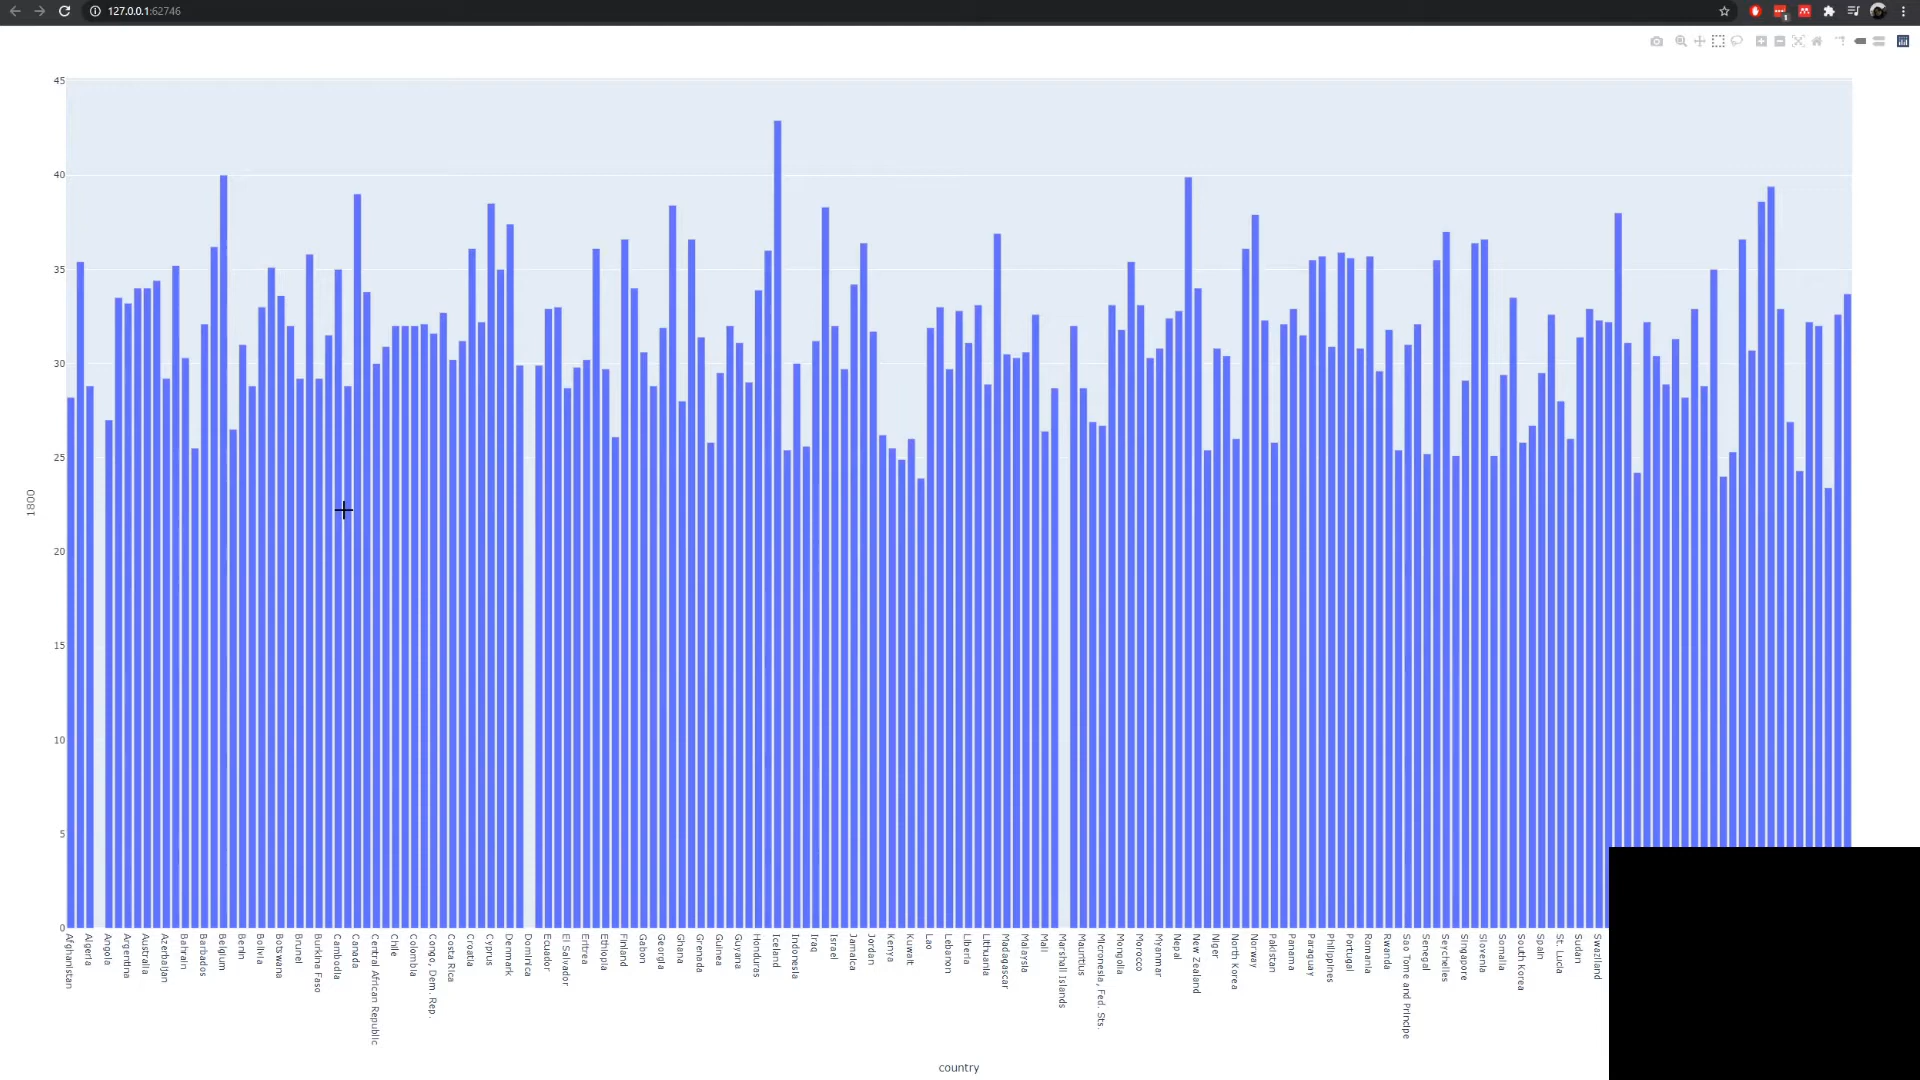 127.0.0.1:62746
1
45
40
35
30
25
20
15
10
5
0
1800
Afghanistan
Algeria
Angola
Argentina
Australia
Azerbaijan
Bahrain
Barbados
Belgium
Benin
Bolivia
Botswana
Brunei
Burkina Faso
Cambodia
Canada
Central African Republic
Chile
Colombia
Congo, Dem. Rep.
Costa Rica
Croatia
Cyprus
Denmark
Dominica
Ecuador
El Salvador
Eritrea
Ethiopia
Finland
Gabon
Georgia
Ghana
Grenada
Guinea
Guyana
Honduras
Iceland
Indonesia
Iraq
Israel
Jamaica
Jordan
Kenya
Kuwait
Lao
Lebanon
Liberia
Lithuania
Madagascar
Malaysia
Mali
Marshall Islands
Mauritius
Micronesia, Fed. Sts.
Mongolia
Morocco
Myanmar
Nepal
New Zealand
Niger
North Korea
Norway
Pakistan
Panama
Paraguay
Philippines
Portugal
Romania
Rwanda
Sao Tome and Principe
Senegal
Seychelles
Singapore
Slovenia
Somalia
South Korea
Spain
St. Lucia
Sudan
Swaziland
country